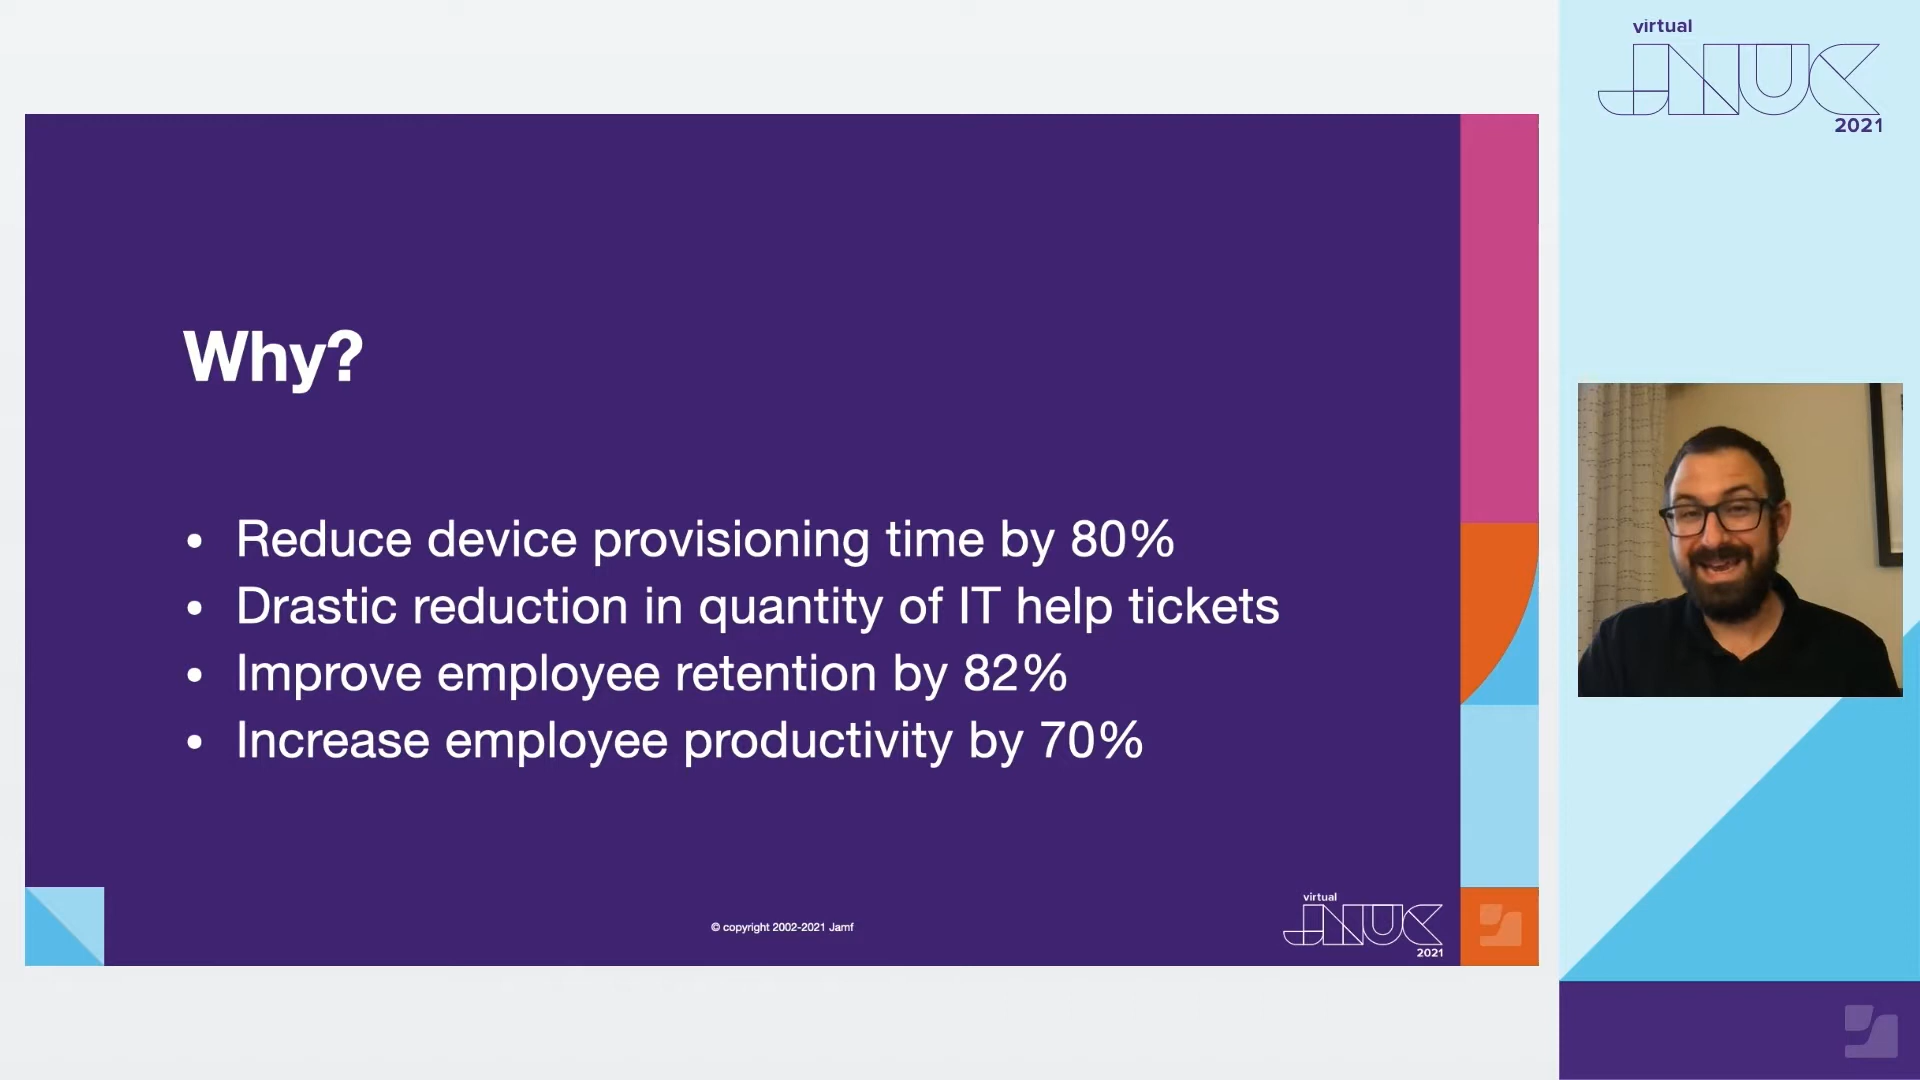 virtual
JNUC
2021
Why?
• Reduce device provisioning time by 80%
• Drastic reduction in quantity of IT help tickets
• Improve employee retention by 82%
• Increase employee productivity by 70%
© copyright 2002-2021 Jamf
virtual
JNUC
2021